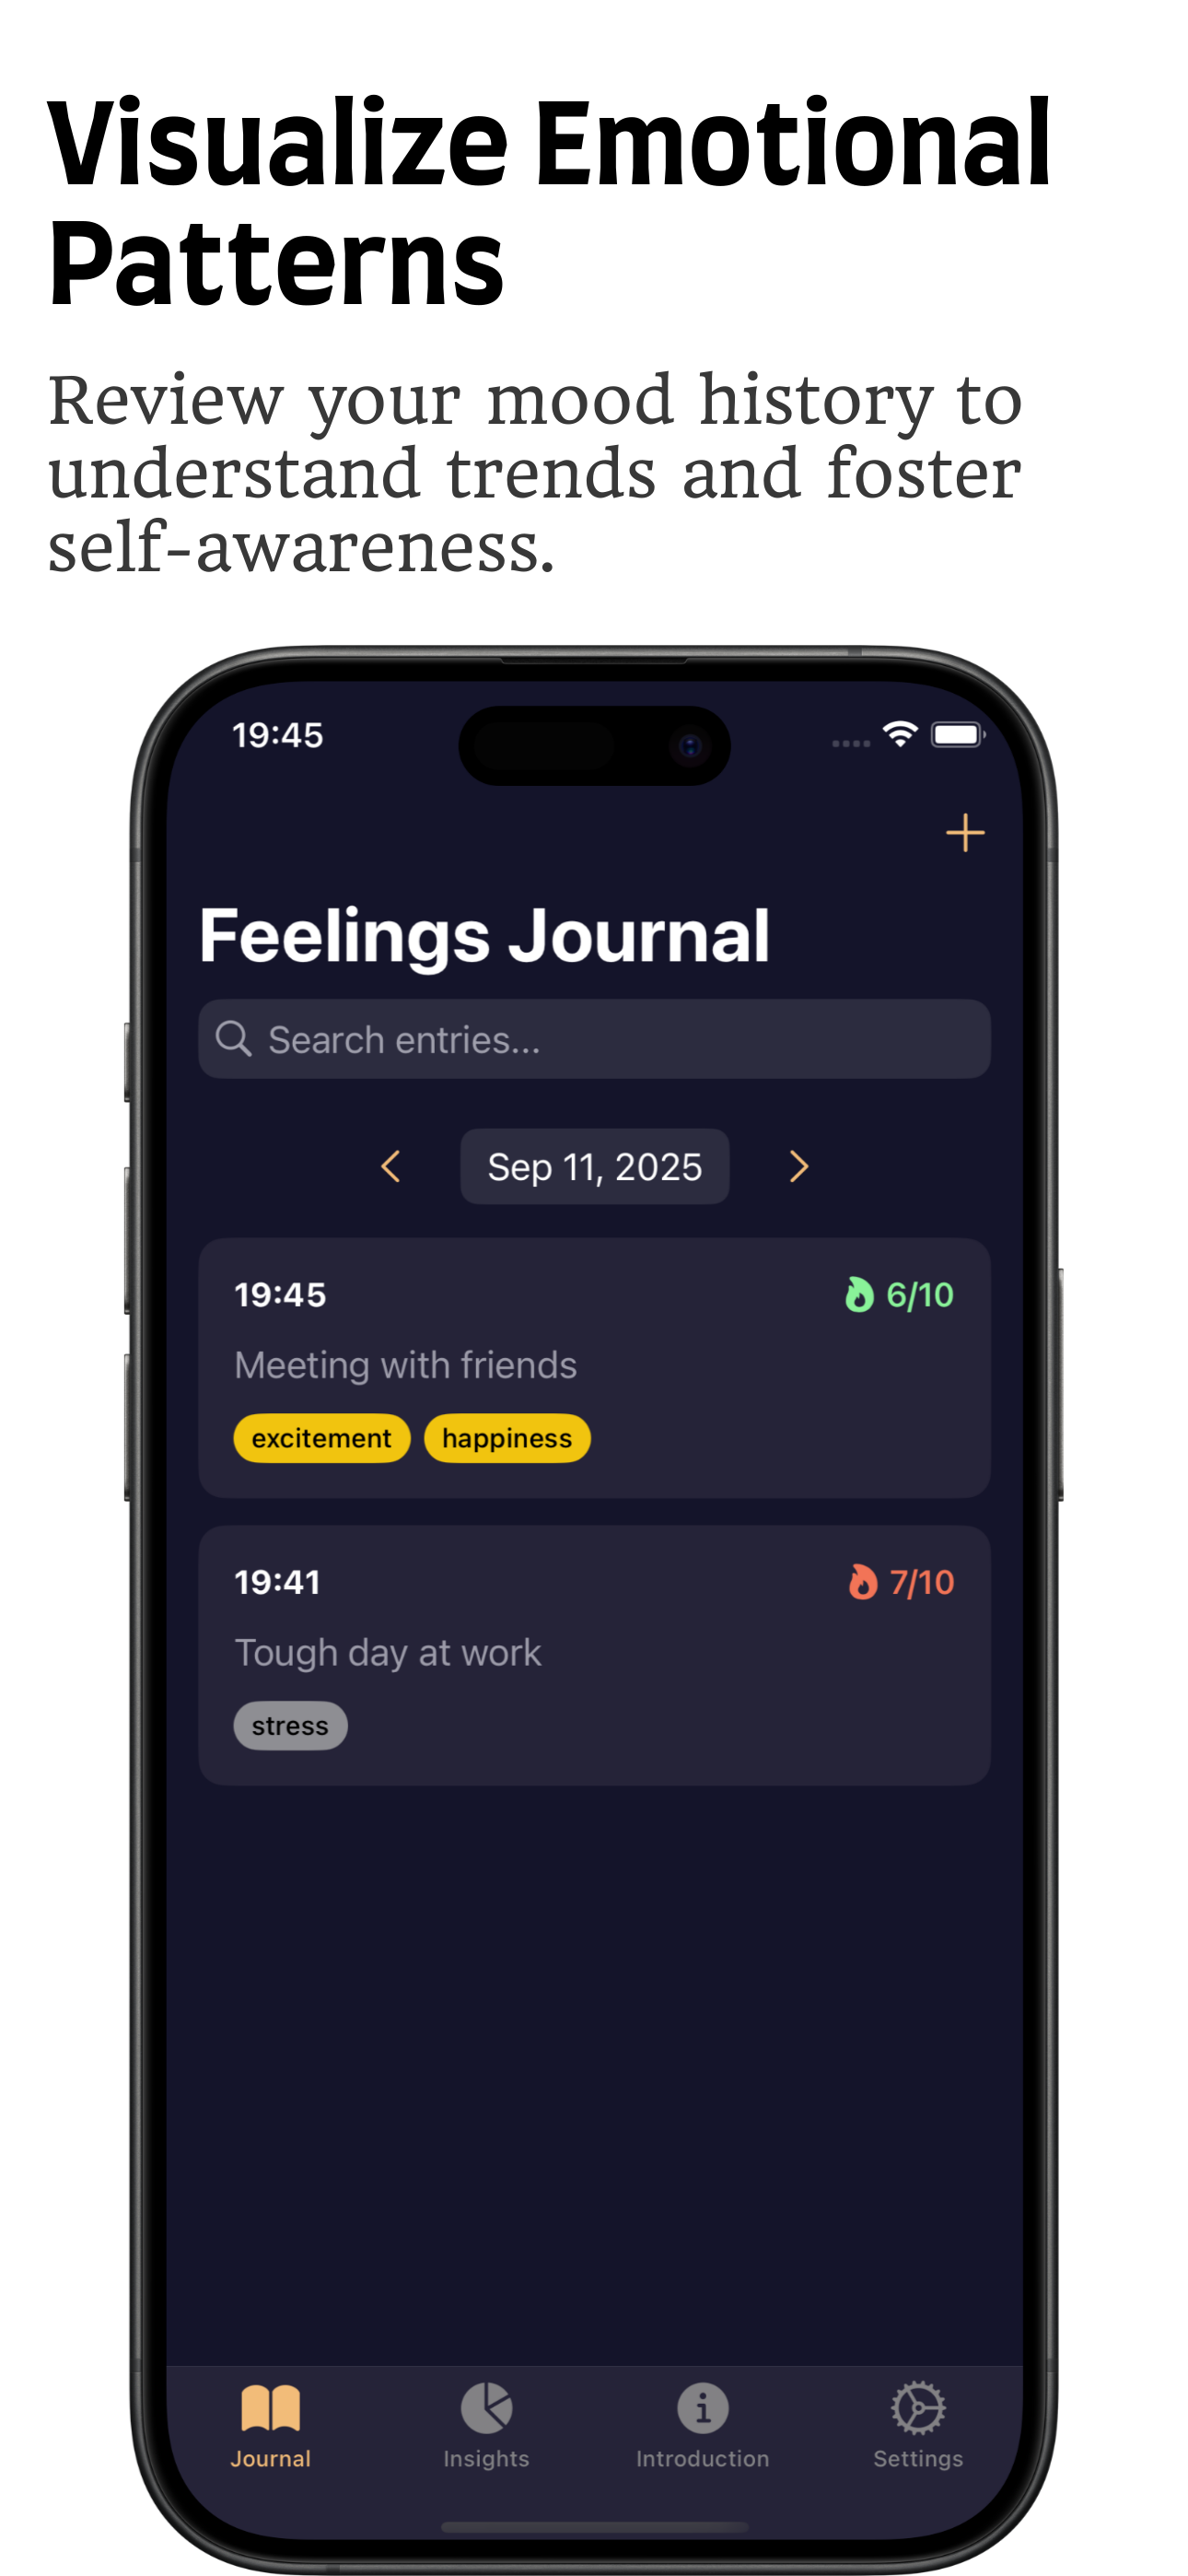 Visualize Emotional
Patterns
Review your mood history to
understand trends and foster
self-awareness.
19:45
Feelings Journal
Search entries...
Sep 11, 2025
19:45 6/10
Meeting with friends
excitement happiness
19:41 7/10
Tough day at work
stress
Journal Insights Introduction Settings